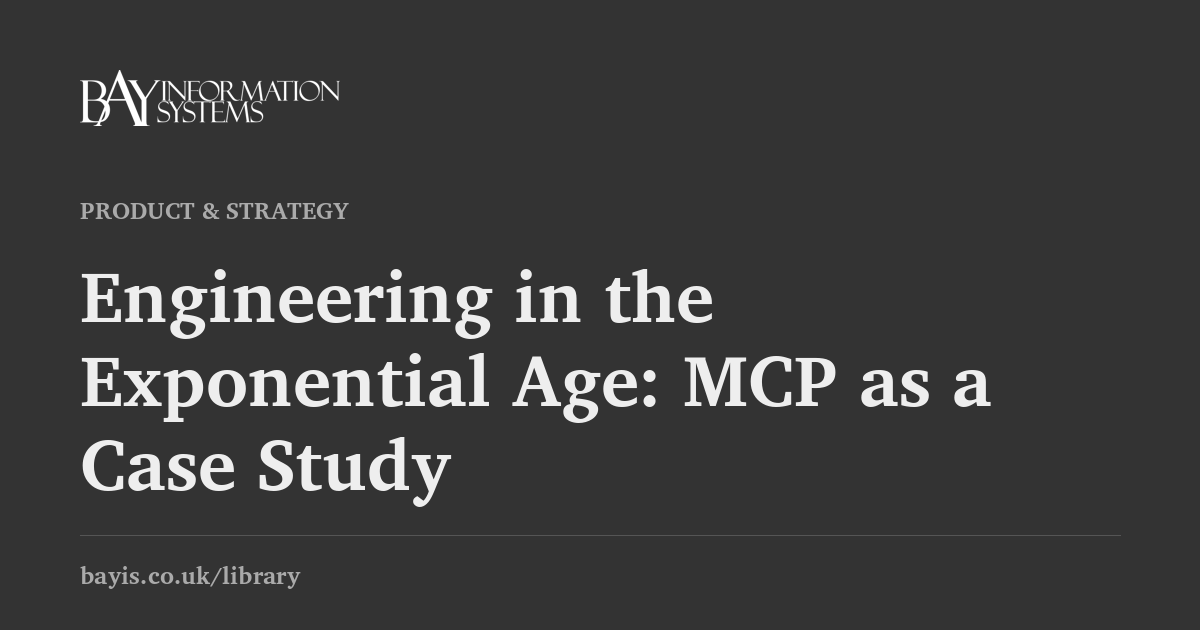 BAY INFORMATION
SYSTEMS
PRODUCT & STRATEGY
Engineering in the
Exponential Age: MCP as a
Case Study
bayis.co.uk/library